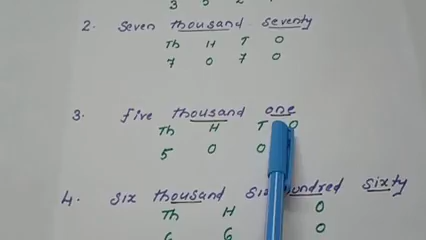 2. Seven thousand seventy
Th H T O
7 0 7 0
3. Five thousand one
Th H T O
5 0 0
4. Six thousand six hundred sixty
Th H O
6 6 0